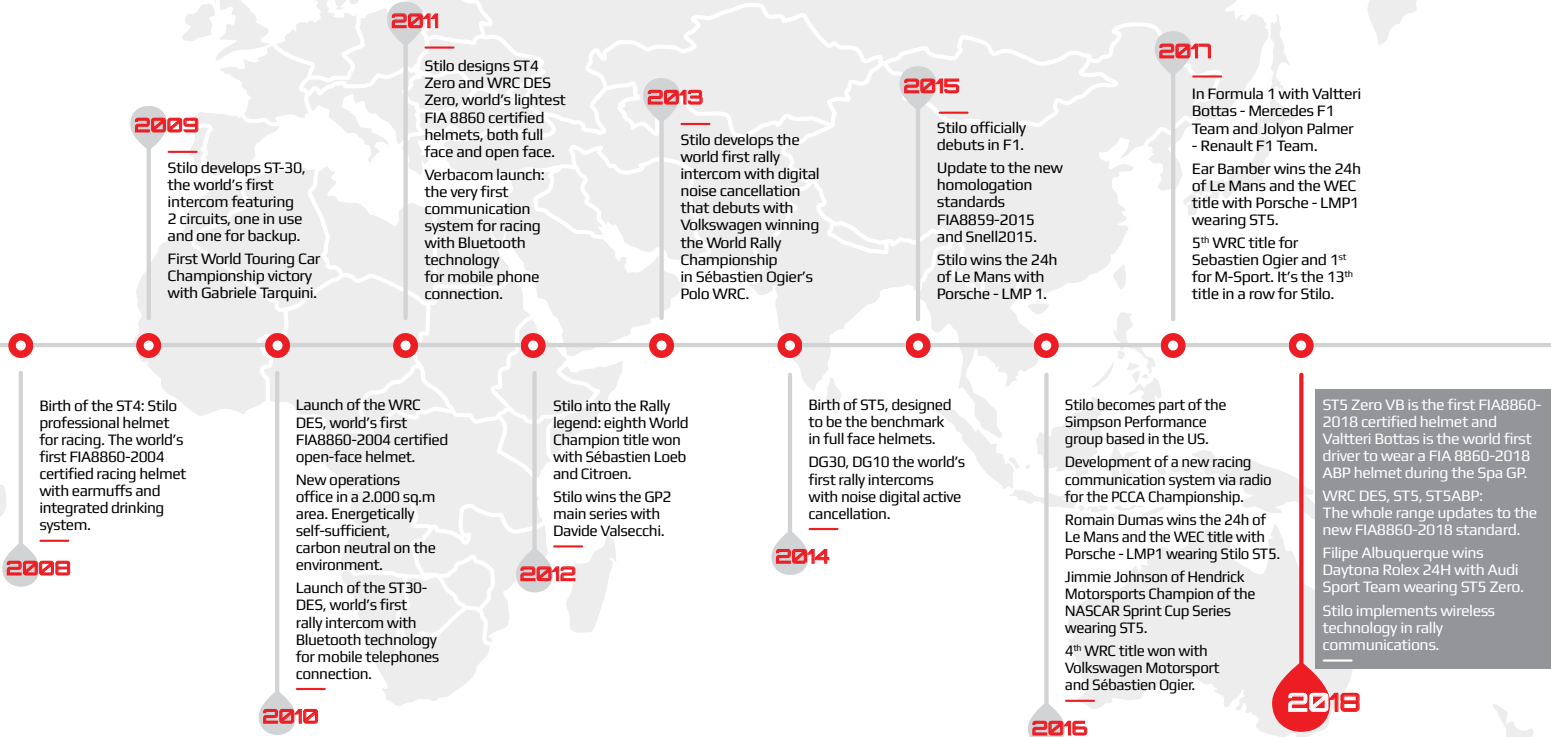 2008
Birth of the ST4: Stilo
professional helmet
for racing. The world's
first FIA8860-2004
certified racing helmet
with earmuffs and
integrated drinking
system.
2009
Stilo develops ST-30,
the world's first
intercom featuring
2 circuits, one in use
and one for backup.
First World Touring Car
Championship victory
with Gabriele Tarquini.
2010
Launch of the WRC
DES, world's first
FIA8860-2004 certified
open-face helmet.
New operations
office in a 2.000 sq.m
area. Energetically
self-sufficient,
carbon neutral on the
environment.
Launch of the ST30-
DES, world's first
rally intercom with
Bluetooth technology
for mobile telephones
connection.
2011
Stilo designs ST4
Zero and WRC DES
Zero, world's lightest
FIA 8860 certified
helmets, both full
face and open face.
Verbacom launch:
the very first
communication
system for racing
with Bluetooth
technology
for mobile phone
connection.
2012
Stilo into the Rally
legend: eighth World
Champion title won
with Sébastien Loeb
and Citroen.
Stilo wins the GP2
main series with
Davide Valsecchi.
2013
Stilo develops the
world first rally
intercom with digital
noise cancellation
that debuts with
Volkswagen winning
the World Rally
Championship
in Sébastien Ogier's
Polo WRC.
2014
Birth of ST5, designed
to be the benchmark
in full face helmets.
DG30, DG10 the world's
first rally intercoms
with noise digital active
cancellation.
2015
Stilo officially
debuts in F1.
Update to the new
homologation
standards
FIA8859-2015
and Snell2015.
Stilo wins the 24h
of Le Mans with
Porsche - LMP 1.
2016
Stilo becomes part of the
Simpson Performance
group based in the US.
Development of a new racing
communication system via radio
for the PCCA Championship.
Romain Dumas wins the 24h of
Le Mans and the WEC title with
Porsche - LMP1 wearing Stilo ST5.
Jimmie Johnson of Hendrick
Motorsports Champion of the
NASCAR Sprint Cup Series
wearing ST5.
4th WRC title won with
Volkswagen Motorsport
and Sébastien Ogier.
2017
In Formula 1 with Valtteri
Bottas - Mercedes F1
Team and Jolyon Palmer
- Renault F1 Team.
Ear Bamber wins the 24h
of Le Mans and the WEC
title with Porsche - LMP1
wearing ST5.
5th WRC title for
Sebastien Ogier and 1st
for M-Sport. It's the 13th
title in a row for Stilo.
2018
ST5 Zero VB is the first FIA8860-
2018 certified helmet and
Valtteri Bottas is the world first
driver to wear a FIA 8860-2018
ABP helmet during the Spa GP.
WRC DES, ST5, ST5ABP:
The whole range updates to the
new FIA8860-2018 standard.
Filipe Albuquerque wins
Daytona Rolex 24H with Audi
Sport Team wearing ST5 Zero.
Stilo implements wireless
technology in rally
communications.